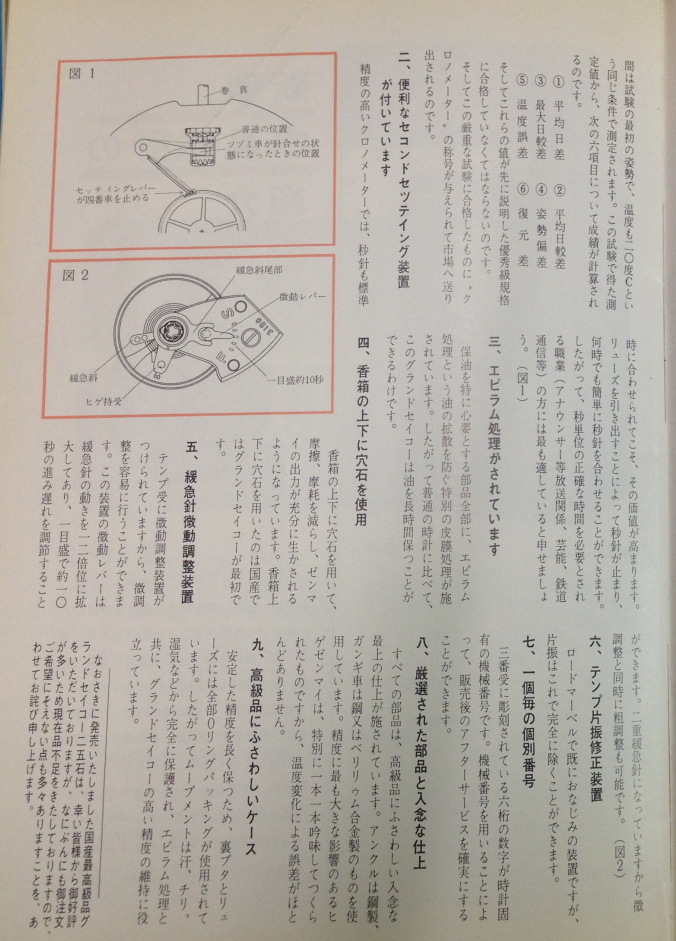 間は試験の最初の姿勢で、温度も二〇度Cとい
う同じ条件で測定されます。この試験で得た測
定値から、次の六項目について成績が計算され
るのです。
① 平均日差 ② 平均日較差
③ 最大日較差 ④ 姿勢偏差
⑤ 温度誤差 ⑥ 復元差
そしてこれらの値が先に説明した優秀級規格
に合格していなくてはならないのです。
そしてこの厳重な試験に合格したものに〝ク
ロノメーター〟の称号が与えられて市場へ送り
出されるのです。
二、便利なセコンドセツテイング装置
が付いています
精度の高いクロノメーターでは、秒針も標準
図 1
巻真
普通の位置
ツヅミ車が針合せの状
態になったときの位置
セッティングレバー
が四番車を止める
図 2
緩急斜尾部
微動レバー
緩急斜
ヒゲ持受
一目盛約10秒
3180
S
F
時に合わせられてこそ、その価値が高まります。
リューズを引き出すことによって秒針が止まり、
何時でも簡単に秒針を合わせることができます。
したがって、秒単位の正確な時間を必要とされ
る職業（アナウンサー等放送関係、芸能、鉄道
通信等）の方には最も適していると申せましょ
う。（図1）
三、エピラム処理がされています
保油を特に必要とする部品全部に、エピラム
処理という油の拡散を防ぐ特別の皮膜処理が施
されています。したがって普通の時計に比べて、
このグランドセイコーは油を長時間保つことが
できるわけです。
四、香箱の上下に穴石を使用
香箱の上下に穴石を用いて、
摩擦、摩耗を減らし、ゼンマ
イの出力が充分に生かされる
ようになっています。香箱上
下に穴石を用いたのは国産で
はグランドセイコーが最初で
す。
五、緩急針微動調整装置
テンプ受に微動調整装置が
つけられていますから、微調
整を容易に行うことができま
す。この装置の微動レバーは
緩急針の動きを一二倍位に拡
大してあり、一目盛で約一〇
秒の進み遅れを調節すること
ができます。二重緩急針になっていますから微
調整と同時に粗調整も可能です。（図2）
六、テンプ片振修正装置
ロードマーベルで既におなじみの装置ですが、
片振はこれで完全に除くことができます。
七、一個毎の個別番号
三番受に彫刻されている六桁の数字が時計固
有の機械番号です。機械番号を用いることによ
って、販売後のアフターサービスを確実にする
ことができます。
八、厳選された部品と入念な仕上
すべての部品は、高級品にふさわしい入念な
最上の仕上が施されています。アンクルは鋼製、
ガンギ車は鋼又はベリリゥム合金製のものを使
用しています。精度に最も大きな影響のあるヒ
ゲゼンマイは、特別に一本一本吟味してつくら
れたものですから、温度変化による誤差がほと
んどありません。
九、高級品にふさわしいケース
安定した精度を長く保つため、裏ブタとリュ
ーズには全部Oリングパッキングが使用されて
います。したがってムーブメントは汗、チリ、
湿気などから完全に保護され、エピラム処理と
共に、グランドセイコーの高い精度の維持に役
立っています。
なおさきに発売いたしました国産最高級品グ
ランドセイコー二五石は、幸い皆様から御好評
をいただいておりますが、なにぶんにも御注文
が多いため現在品不足をきたしておりますので、
ご希望にそえない点も多々ありますことを、あ
わせてお詫び申し上げます。